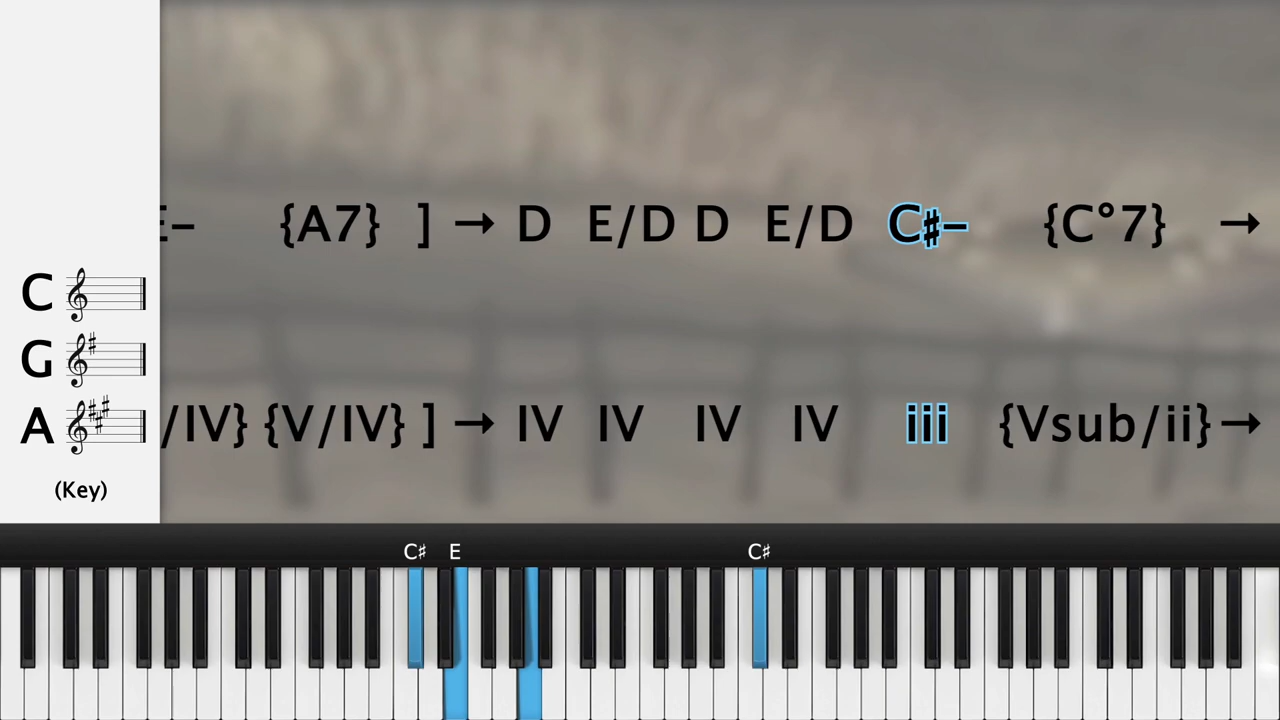 E– {A7} ] → D E/D D E/D C♯– {C°7} →
C
G
A
/IV} {V/IV} ] → IV IV IV IV iii {Vsub/ii} →
(Key)
C♯ E C♯